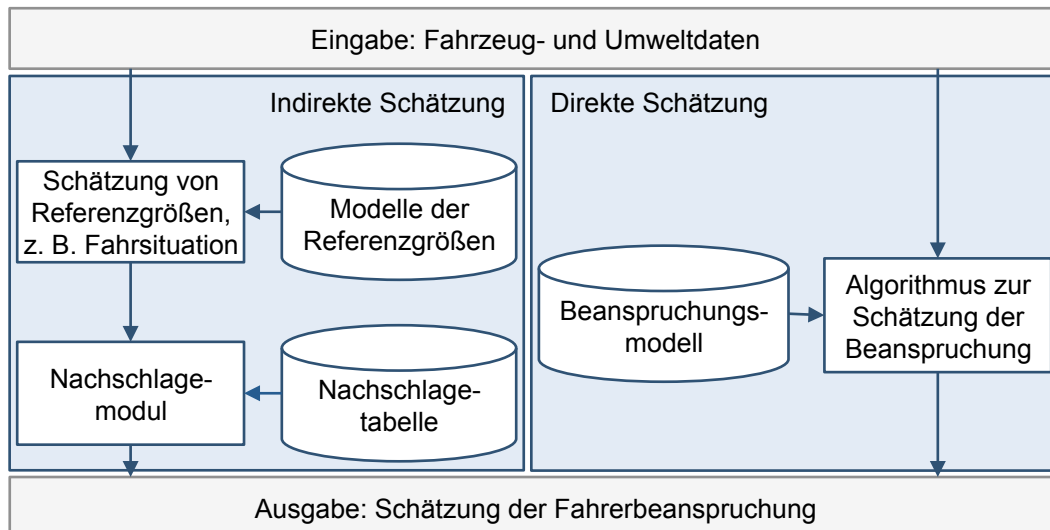 Eingabe: Fahrzeug- und Umweltdaten
Indirekte Schätzung
Schätzung von
Referenzgrößen,
z. B. Fahrsituation
Modelle der
Referenzgrößen
Nachschlage-
modul
Nachschlage-
tabelle
Direkte Schätzung
Beanspruchungs-
modell
Algorithmus zur
Schätzung der
Beanspruchung
Ausgabe: Schätzung der Fahrerbeanspruchung